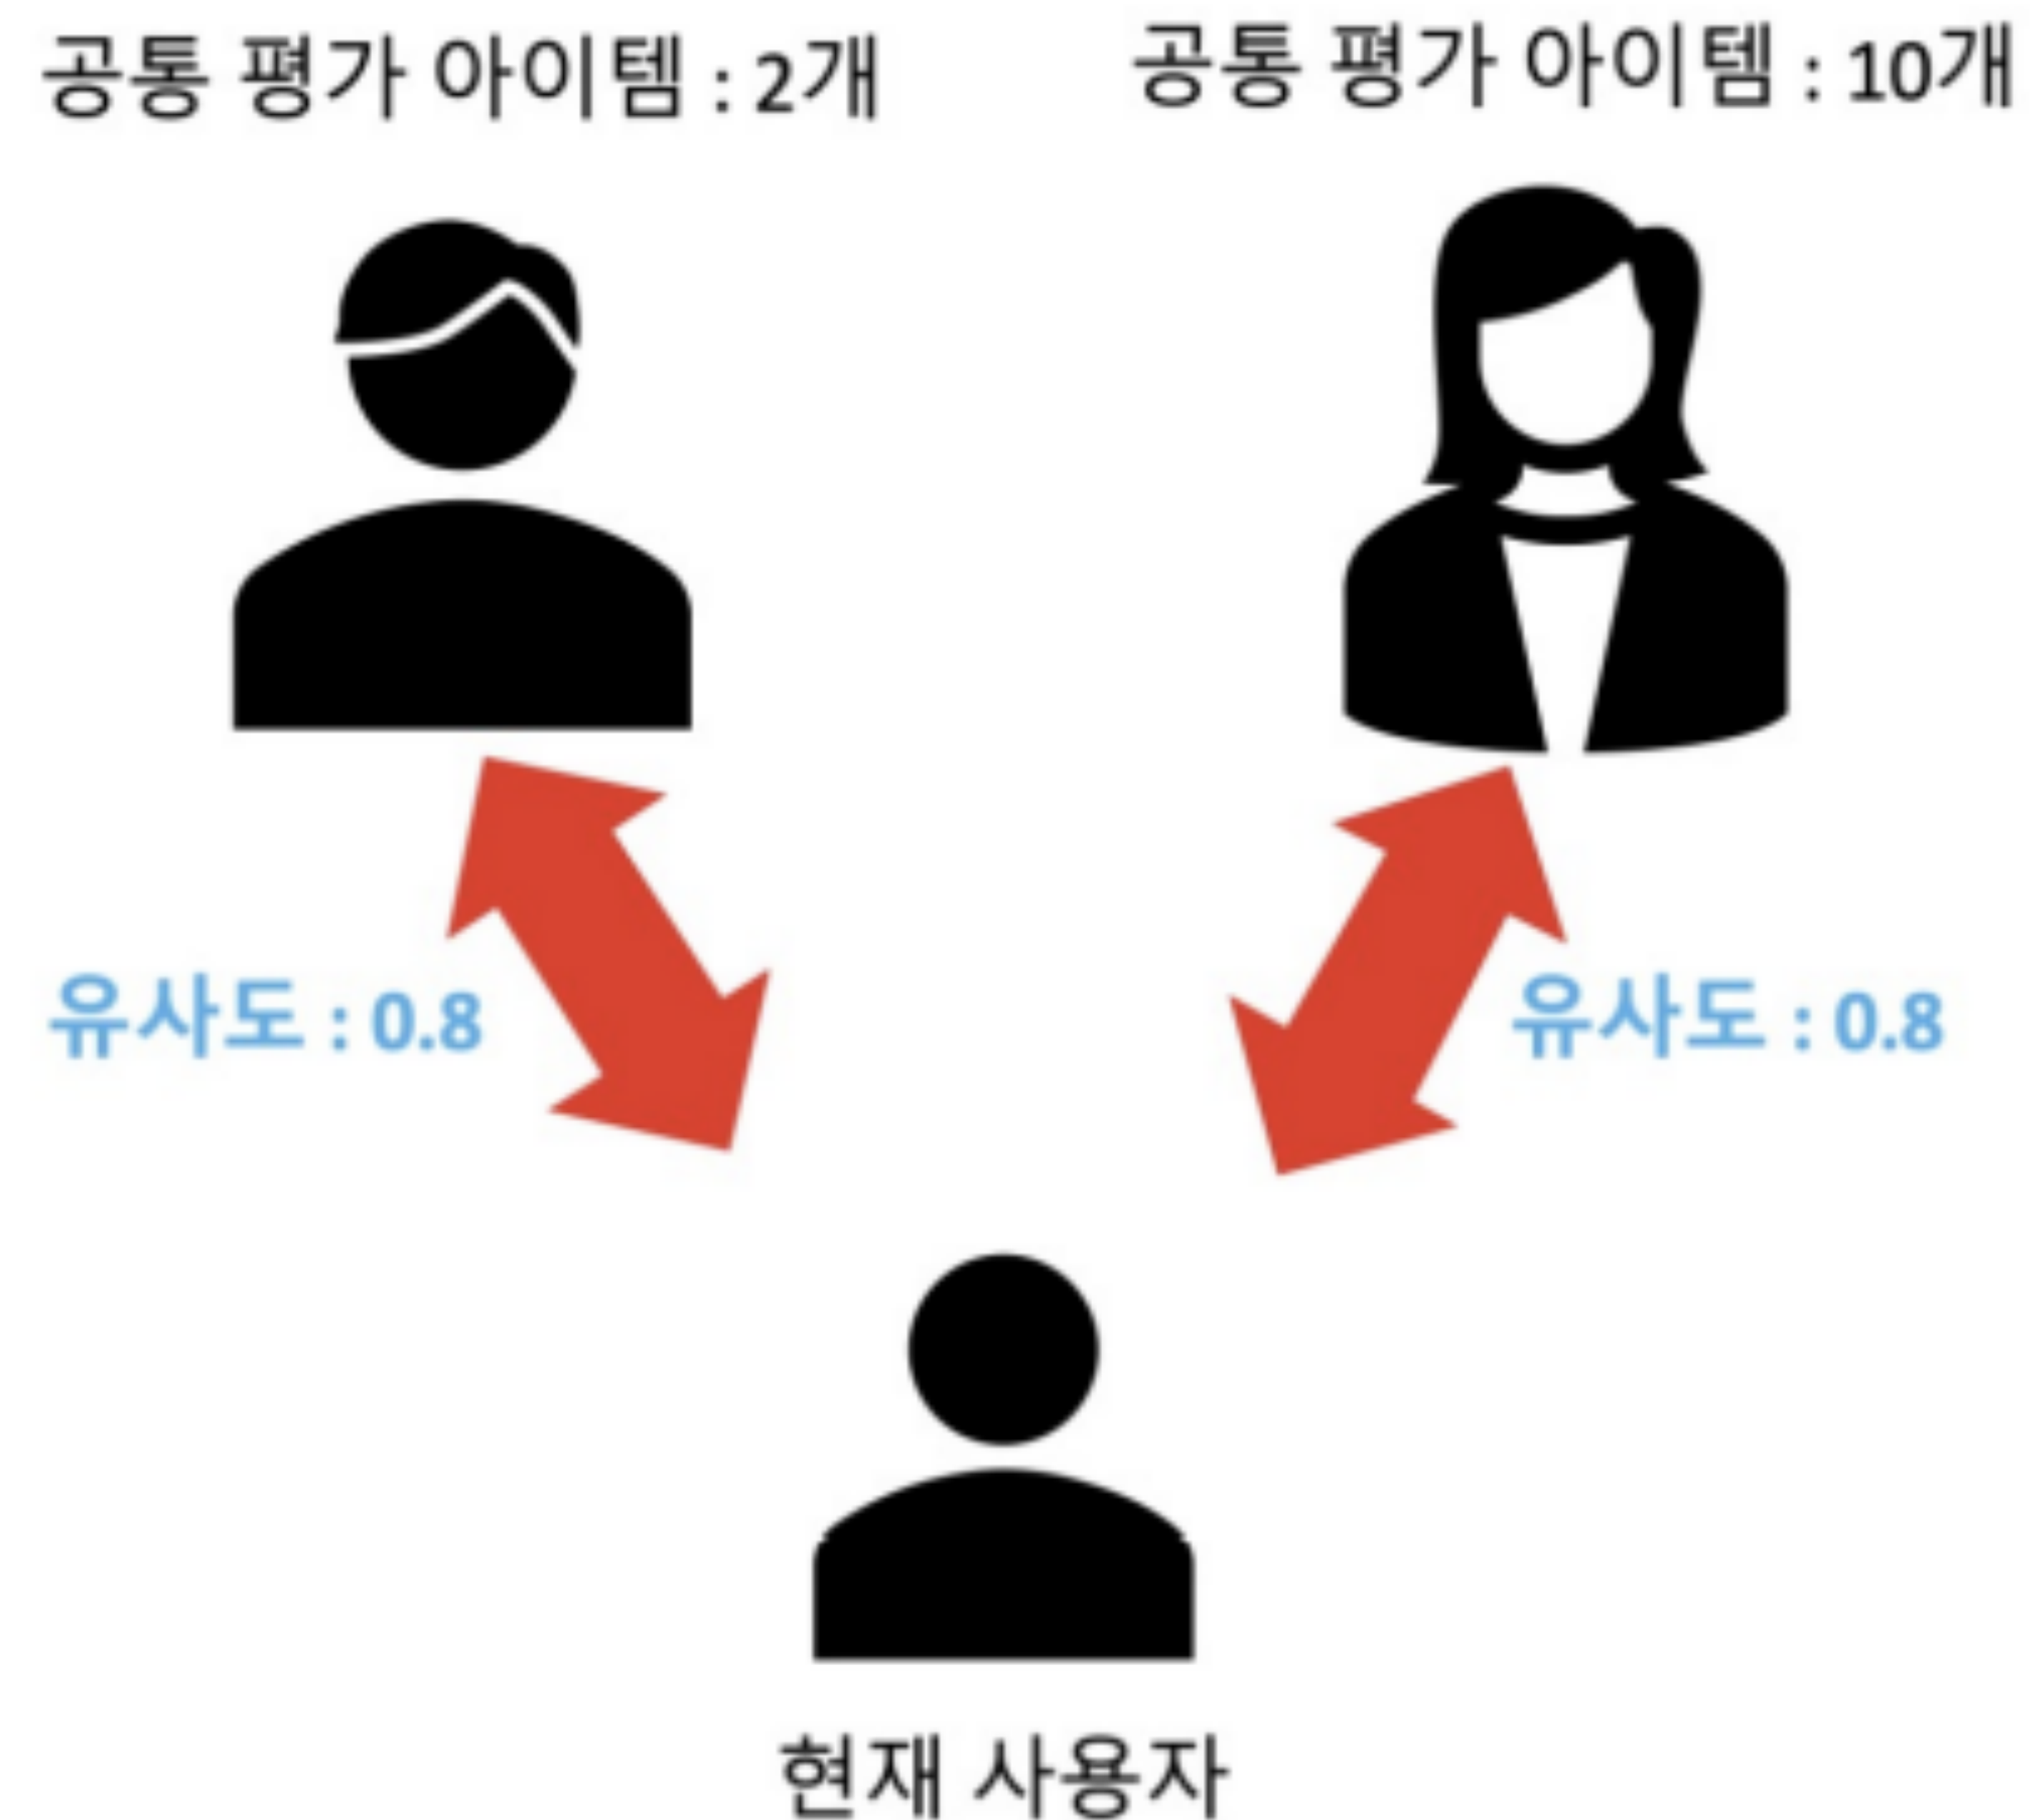 공통 평가 아이템 : 2개
공통 평가 아이템 : 10개
유사도 : 0.8
유사도 : 0.8
현재 사용자